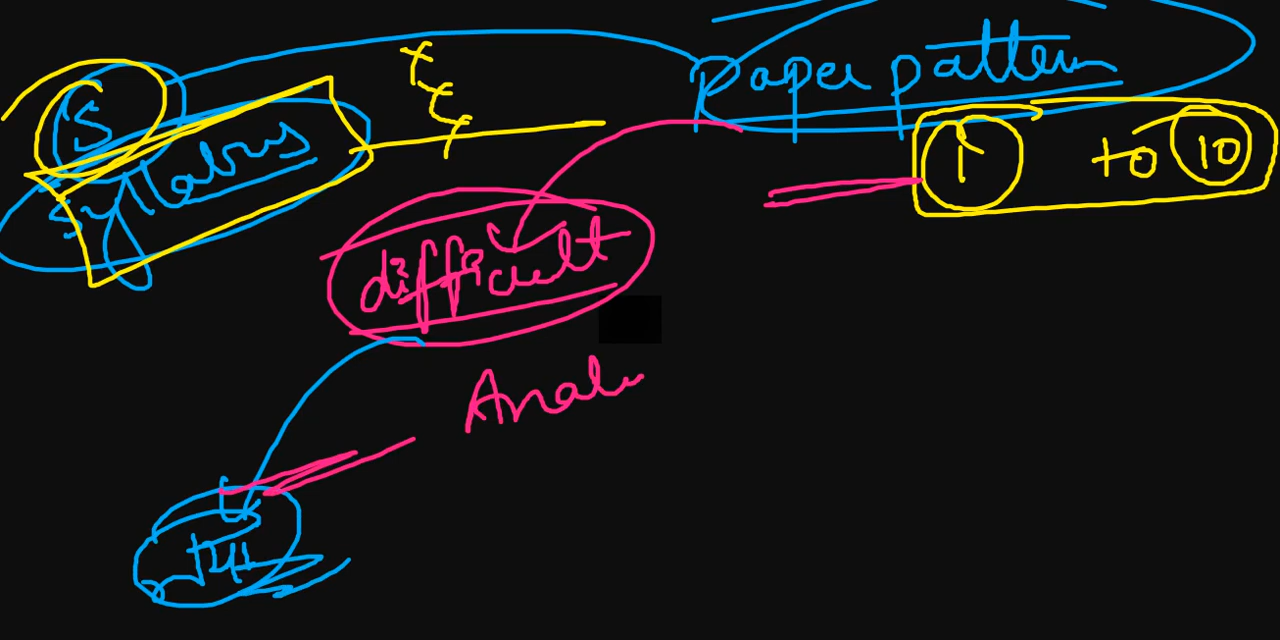 Paper pattern
S
Syllabus
1 to 10
difficult
Anal